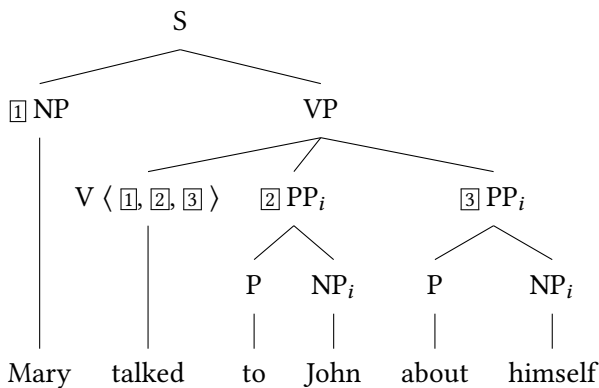 S
1 NP VP
V ⟨ 1, 2, 3 ⟩ 2 PPᵢ 3 PPᵢ
P NPᵢ P NPᵢ
Mary talked to John about himself